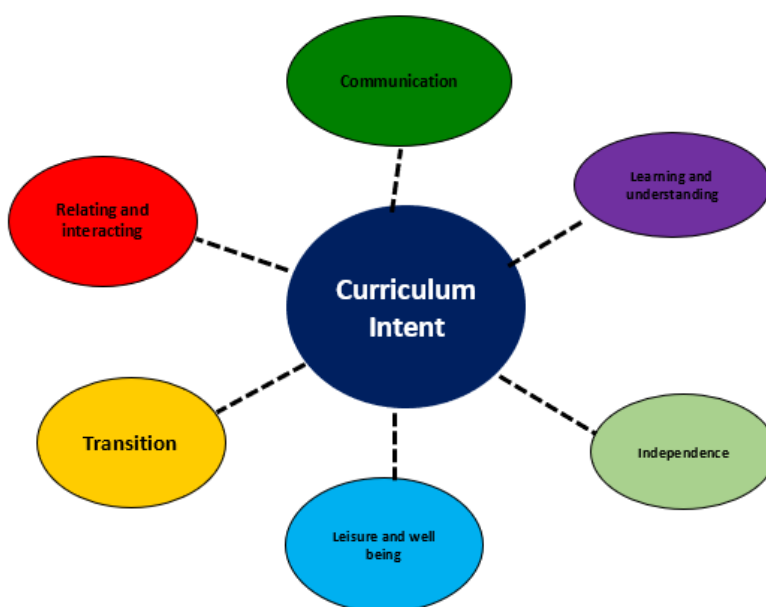 Communication
Learning and
understanding
Relating and
interacting
Curriculum
Intent
Transition
Independence
Leisure and well
being